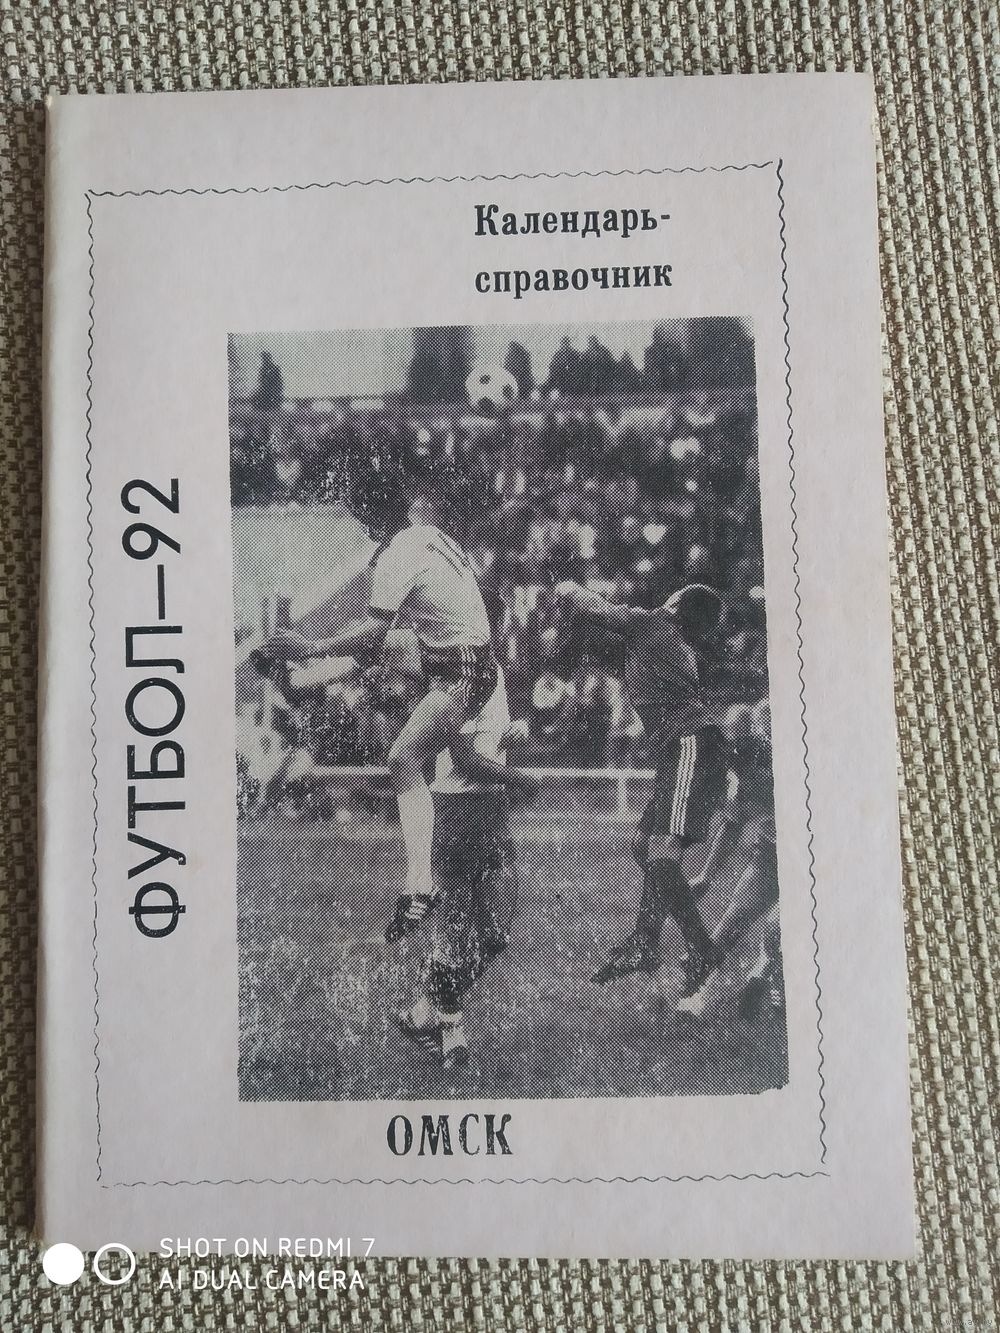 Календарь-
справочник
ФУТБОЛ—92
ОМСК
SHOT ON REDMI 7
AI DUAL CAMERA